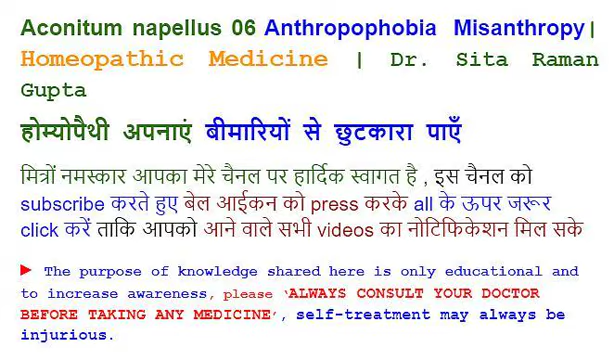 Aconitum napellus 06 Anthropophobia Misanthropy|
Homeopathic Medicine | Dr. Sita Raman
Gupta
होम्योपैथी अपनाएं बीमारियों से छुटकारा पाएँ
मित्रों नमस्कार आपका मेरे चैनल पर हार्दिक स्वागत है , इस चैनल को
subscribe करते हुए बेल आईकन को press करके all के ऊपर जरूर
click करें ताकि आपको आने वाले सभी videos का नोटिफिकेशन मिल सके
► The purpose of knowledge shared here is only educational and
to increase awareness, please ‘ALWAYS CONSULT YOUR DOCTOR
BEFORE TAKING ANY MEDICINE’, self-treatment may always be
injurious.